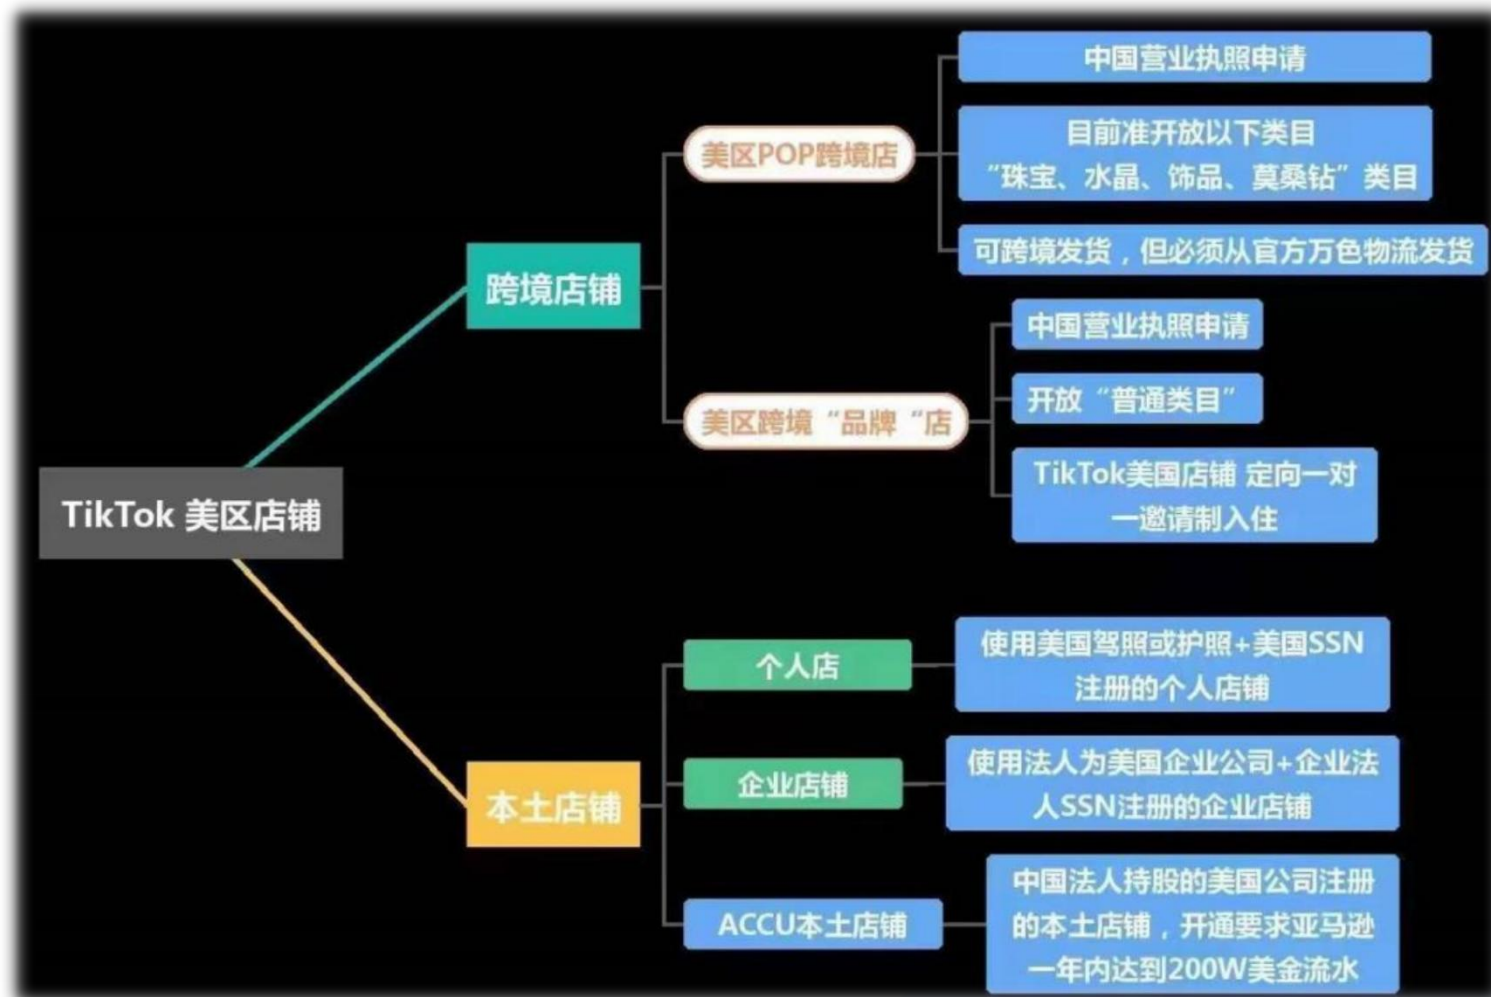 TikTok 美区店铺
跨境店铺
美区POP跨境店
中国营业执照申请
目前准开放以下类目
“珠宝、水晶、饰品、莫桑钻”类目
可跨境发货，但必须从官方万色物流发货
美区跨境“品牌“店
中国营业执照申请
开放“普通类目”
TikTok美国店铺 定向一对
一邀请制入住
本土店铺
个人店
使用美国驾照或护照+美国SSN
注册的个人店铺
企业店铺
使用法人为美国企业公司+企业法
人SSN注册的企业店铺
ACCU本土店铺
中国法人持股的美国公司注册
的本土店铺，开通要求亚马逊
一年内达到200W美金流水